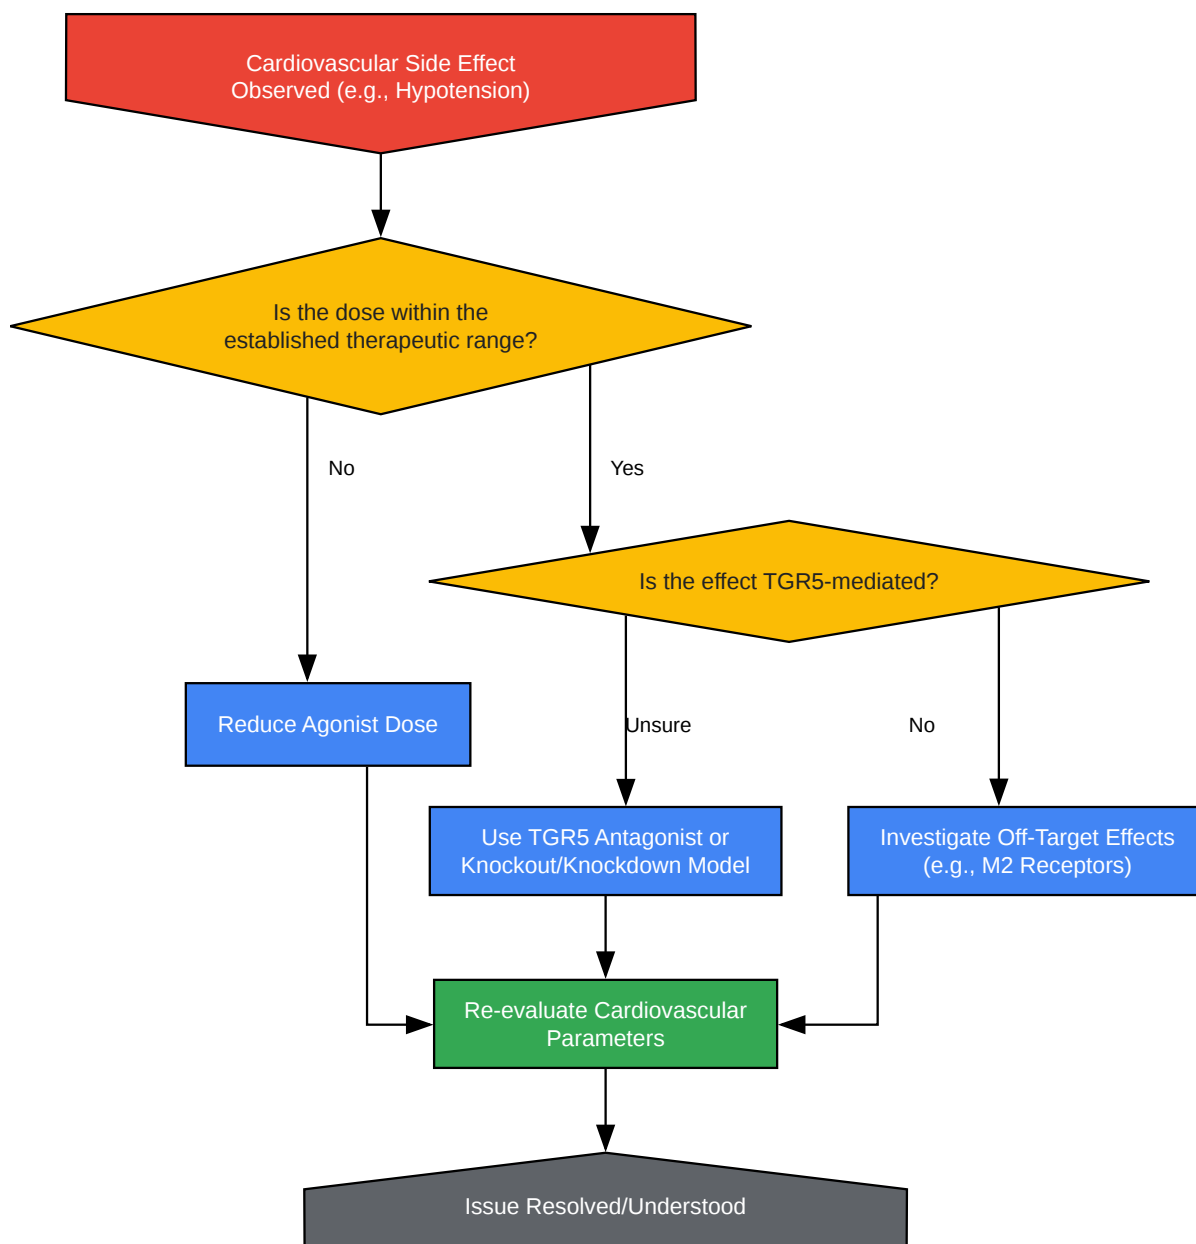 Cardiovascular Side Effect
Observed (e.g., Hypotension)
Is the dose within the
established therapeutic range?
No
Yes
Is the effect TGR5-mediated?
Reduce Agonist Dose
Unsure
No
Use TGR5 Antagonist or
Knockout/Knockdown Model
Investigate Off-Target Effects
(e.g., M2 Receptors)
Re-evaluate Cardiovascular
Parameters
Issue Resolved/Understood